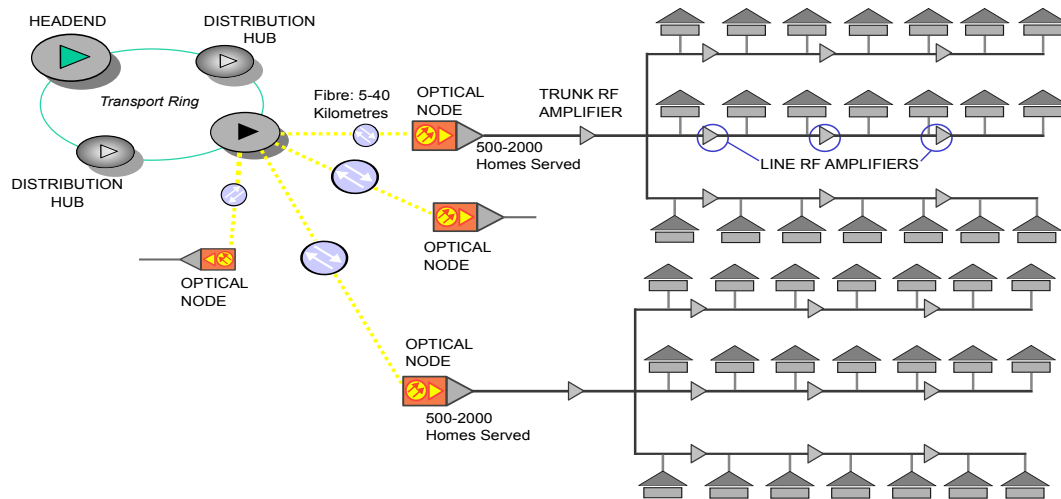 HEADEND
DISTRIBUTION
HUB
Transport Ring
DISTRIBUTION
HUB
Fibre: 5-40
Kilometres
OPTICAL
NODE
500-2000
Homes Served
TRUNK RF
AMPLIFIER
LINE RF AMPLIFIERS
OPTICAL
NODE
OPTICAL
NODE
OPTICAL
NODE
500-2000
Homes Served